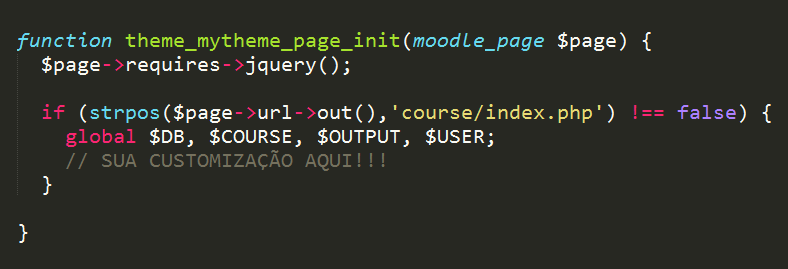 function theme_mytheme_page_init(moodle_page $page) {
$page->requires->jquery();
if (strpos($page->url->out(),'course/index.php') !== false) {
global $DB, $COURSE, $OUTPUT, $USER;
// SUA CUSTOMIZAÇÃO AQUI!!!
}
}